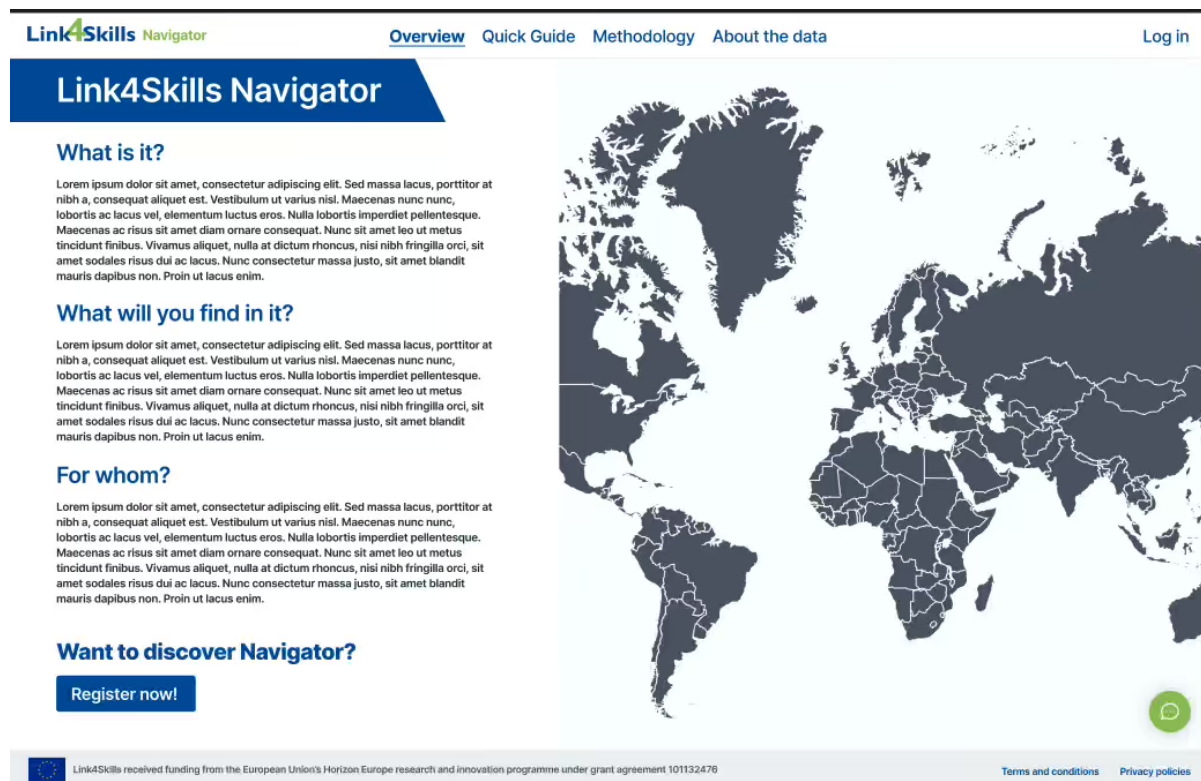 Link4Skills Navigator
Overview Quick Guide Methodology About the data
Log in
Link4Skills Navigator
What is it?
Lorem ipsum dolor sit amet, consectetur adipiscing elit. Sed massa lacus, porttitor at
nibh a, consequat aliquet est. Vestibulum ut varius nisl. Maecenas nunc nunc,
lobortis ac lacus vel, elementum luctus eros. Nulla lobortis imperdiet pellentesque.
Maecenas ac risus sit amet diam ornare consequat. Nunc sit amet leo ut metus
tincidunt finibus. Vivamus aliquet, nulla at dictum rhoncus, nisi nibh fringilla orci, sit
amet sodales risus dui ac lacus. Nunc consectetur massa justo, sit amet blandit
mauris dapibus non. Proin ut lacus enim.
What will you find in it?
Lorem ipsum dolor sit amet, consectetur adipiscing elit. Sed massa lacus, porttitor at
nibh a, consequat aliquet est. Vestibulum ut varius nisl. Maecenas nunc nunc,
lobortis ac lacus vel, elementum luctus eros. Nulla lobortis imperdiet pellentesque.
Maecenas ac risus sit amet diam ornare consequat. Nunc sit amet leo ut metus
tincidunt finibus. Vivamus aliquet, nulla at dictum rhoncus, nisi nibh fringilla orci, sit
amet sodales risus dui ac lacus. Nunc consectetur massa justo, sit amet blandit
mauris dapibus non. Proin ut lacus enim.
For whom?
Lorem ipsum dolor sit amet, consectetur adipiscing elit. Sed massa lacus, porttitor at
nibh a, consequat aliquet est. Vestibulum ut varius nisl. Maecenas nunc nunc,
lobortis ac lacus vel, elementum luctus eros. Nulla lobortis imperdiet pellentesque.
Maecenas ac risus sit amet diam ornare consequat. Nunc sit amet leo ut metus
tincidunt finibus. Vivamus aliquet, nulla at dictum rhoncus, nisi nibh fringilla orci, sit
amet sodales risus dui ac lacus. Nunc consectetur massa justo, sit amet blandit
mauris dapibus non. Proin ut lacus enim.
Want to discover Navigator?
Register now!
Link4Skills received funding from the European Union's Horizon Europe research and innovation programme under grant agreement 101132476
Terms and conditions Privacy policies